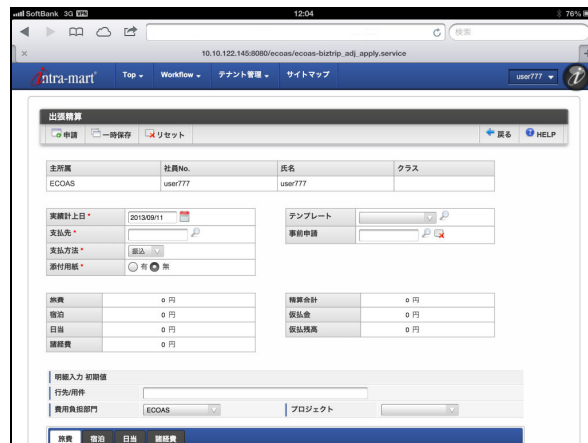 SoftBank 3G VPN 12:04 76%
検索
10.10.122.145:8080/ecoas/ecoas-biztrip_adj_apply.service
intra-mart Top Workflow テナント管理 サイトマップ user777
出張精算
申請 一時保存 リセット 戻る HELP
主所属 社員No. 氏名 クラス
ECOAS user777 user777
実績計上日* 2013/09/11 テンプレート
支払先* 事前申請
支払方法* 振込
添付用紙* 有 無
旅費 0 円 精算合計 0 円
宿泊 0 円 仮払金 0 円
日当 0 円 仮払残高 0 円
諸経費 0 円
明細入力 初期値
行先/用件
費用負担部門 ECOAS プロジェクト
旅費 宿泊 日当 諸経費